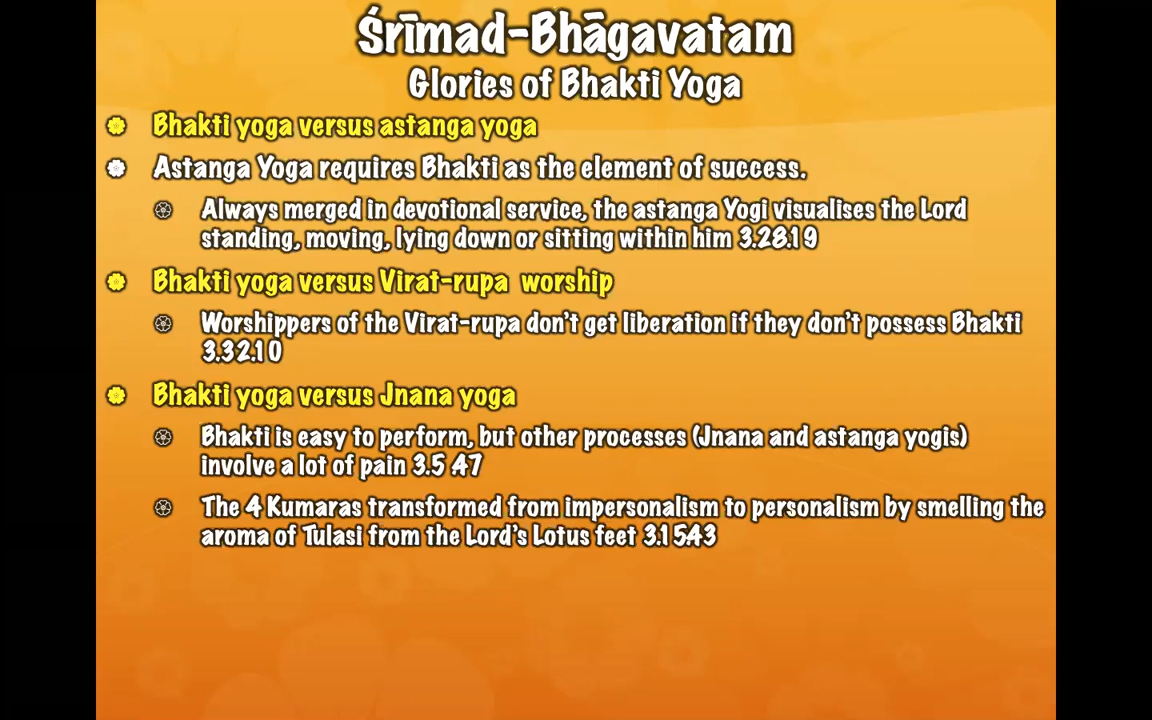 Śrīmad-Bhāgavatam
Glories of Bhakti Yoga
Bhakti yoga versus astanga yoga
Astanga Yoga requires Bhakti as the element of success.
Always merged in devotional service, the astanga Yogi visualises the Lord
standing, moving, lying down or sitting within him 3.28.19
Bhakti yoga versus Virat-rupa worship
Worshippers of the Virat-rupa don't get liberation if they don't possess Bhakti
3.32.10
Bhakti yoga versus Jnana yoga
Bhakti is easy to perform, but other processes (Jnana and astanga yogis)
involve a lot of pain 3.5.47
The 4 Kumaras transformed from impersonalism to personalism by smelling the
aroma of Tulasi from the Lord's Lotus feet 3.15.43